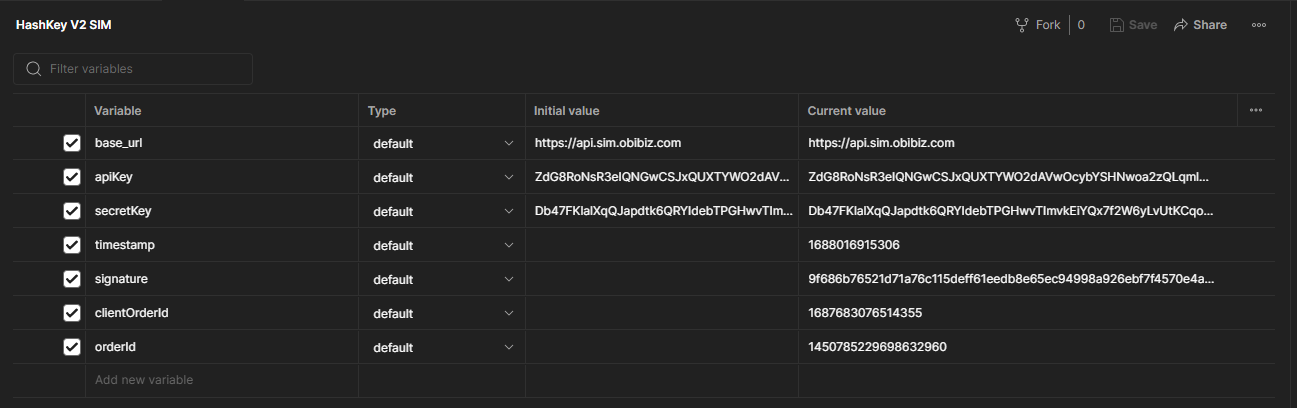 HashKey V2 SIM
Fork 0 Save Share
Filter variables
Variable Type Initial value Current value
base_url default https://api.sim.obibiz.com https://api.sim.obibiz.com
apiKey default ZdG8RoNsR3eIQNGwCSJxQUXTYWO2dAV... ZdG8RoNsR3eIQNGwCSJxQUXTYWO2dAVwOcybYSHNwoa2zQLqmI...
secretKey default Db47FKlalXqQJapdtk6QRYIdebTPGHwvTIm... Db47FKlalXqQJapdtk6QRYIdebTPGHwvTImvkEiYQx7f2W6yLvUtKCqo...
timestamp default 1688016915306
signature default 9f686b76521d71a76c115deff61eedb8e65ec94998a926ebf7f4570e4a...
clientOrderId default 1687683076514355
orderId default 1450785229698632960
Add new variable